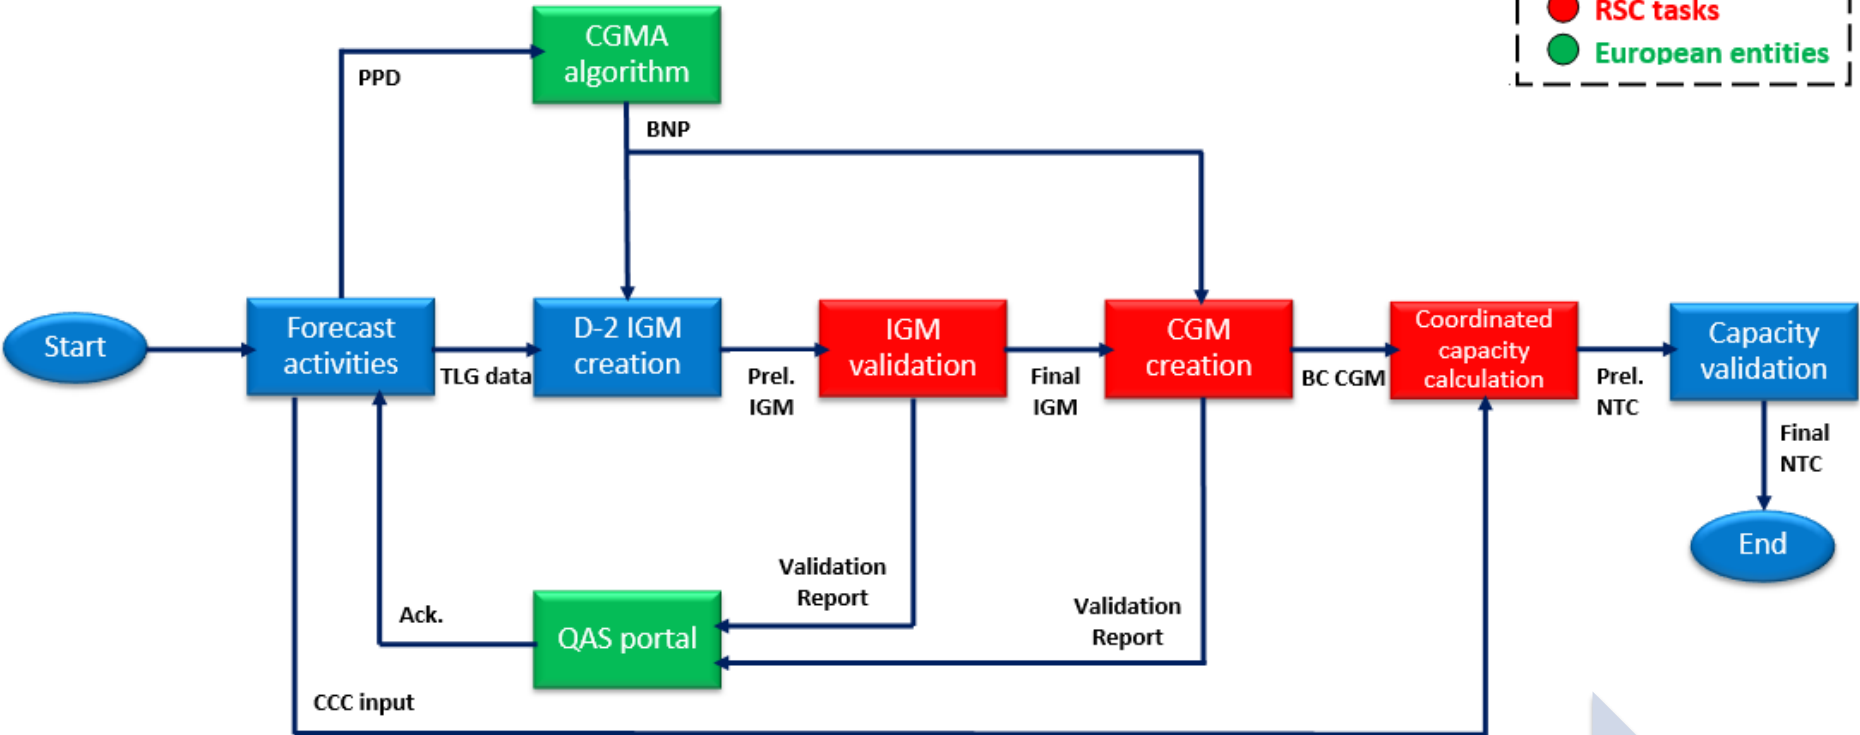 RSC tasks
European entities
CGMA
algorithm
PPD
BNP
Start
Forecast
activities
TLG data
D-2 IGM
creation
Prel.
IGM
IGM
validation
Final
IGM
CGM
creation
BC CGM
Coordinated
capacity
calculation
Prel.
NTC
Capacity
validation
Final
NTC
End
Validation
Report
Validation
Report
Ack.
QAS portal
CCC input